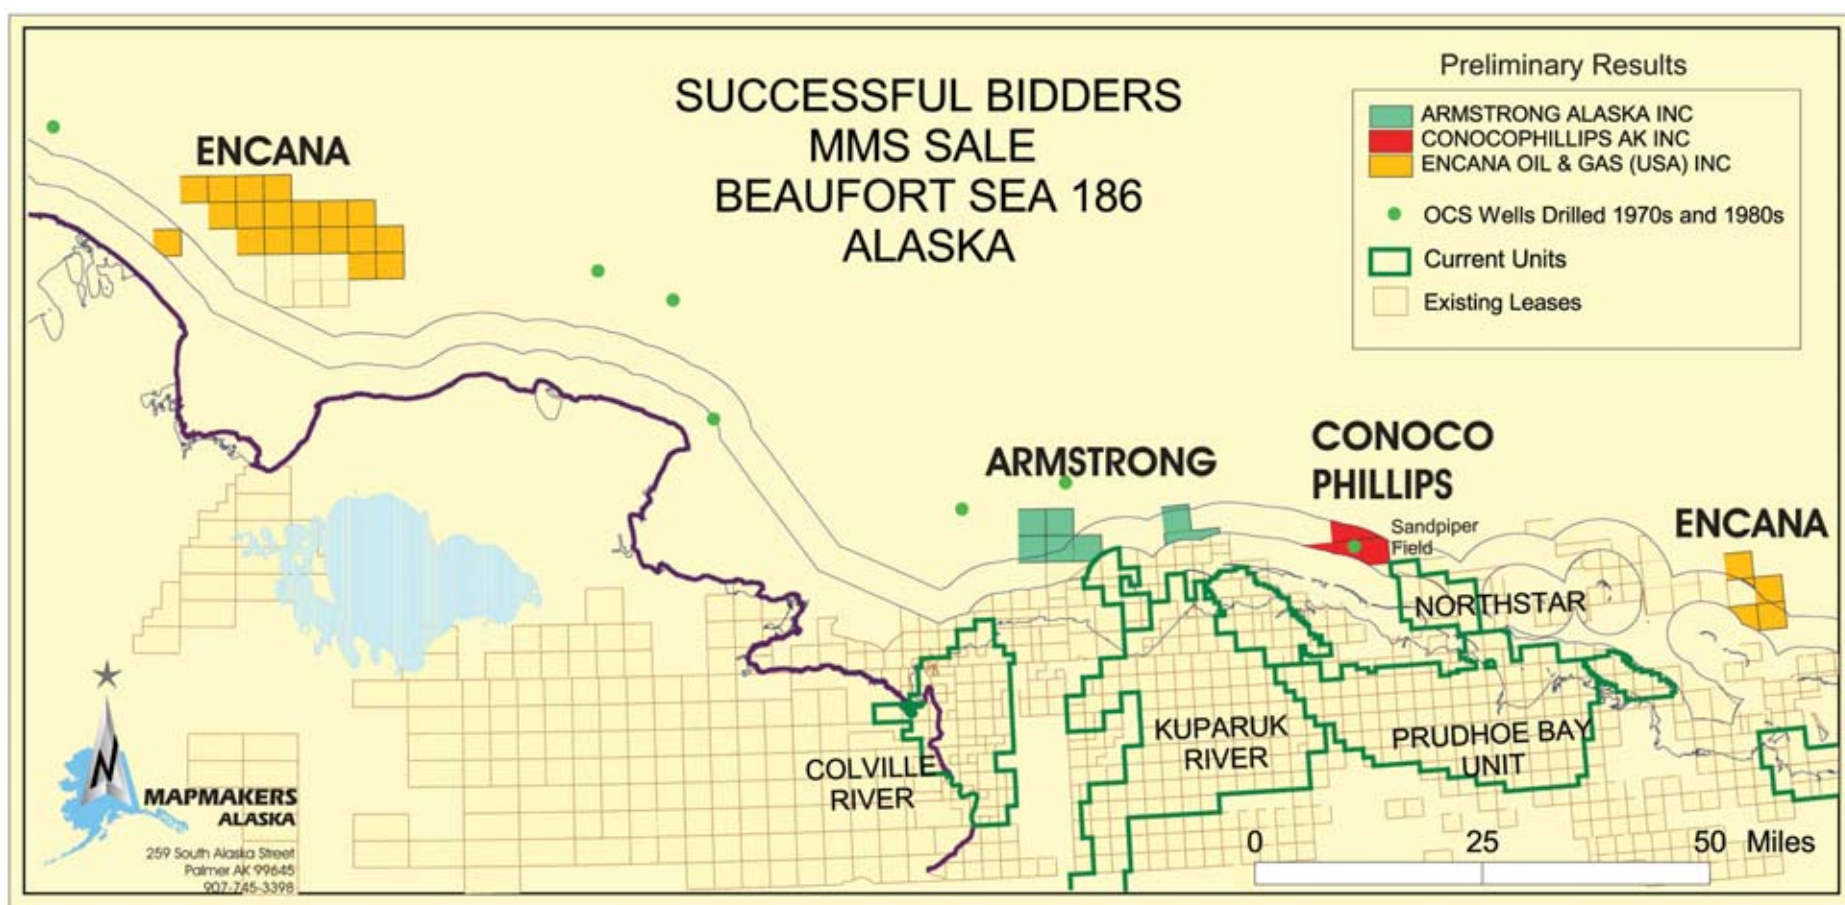 SUCCESSFUL BIDDERS
MMS SALE
BEAUFORT SEA 186
ALASKA
Preliminary Results
ARMSTRONG ALASKA INC
CONOCOPHILLIPS AK INC
ENCANA OIL & GAS (USA) INC
OCS Wells Drilled 1970s and 1980s
Current Units
Existing Leases
ENCANA
ARMSTRONG
CONOCO
PHILLIPS
Sandpiper
Field
ENCANA
NORTHSTAR
COLVILLE
RIVER
KUPARUK
RIVER
PRUDHOE BAY
UNIT
N
MAPMAKERS
ALASKA
259 South Alaska Street
Palmer AK 99645
907-745-3398
0 25 50 Miles